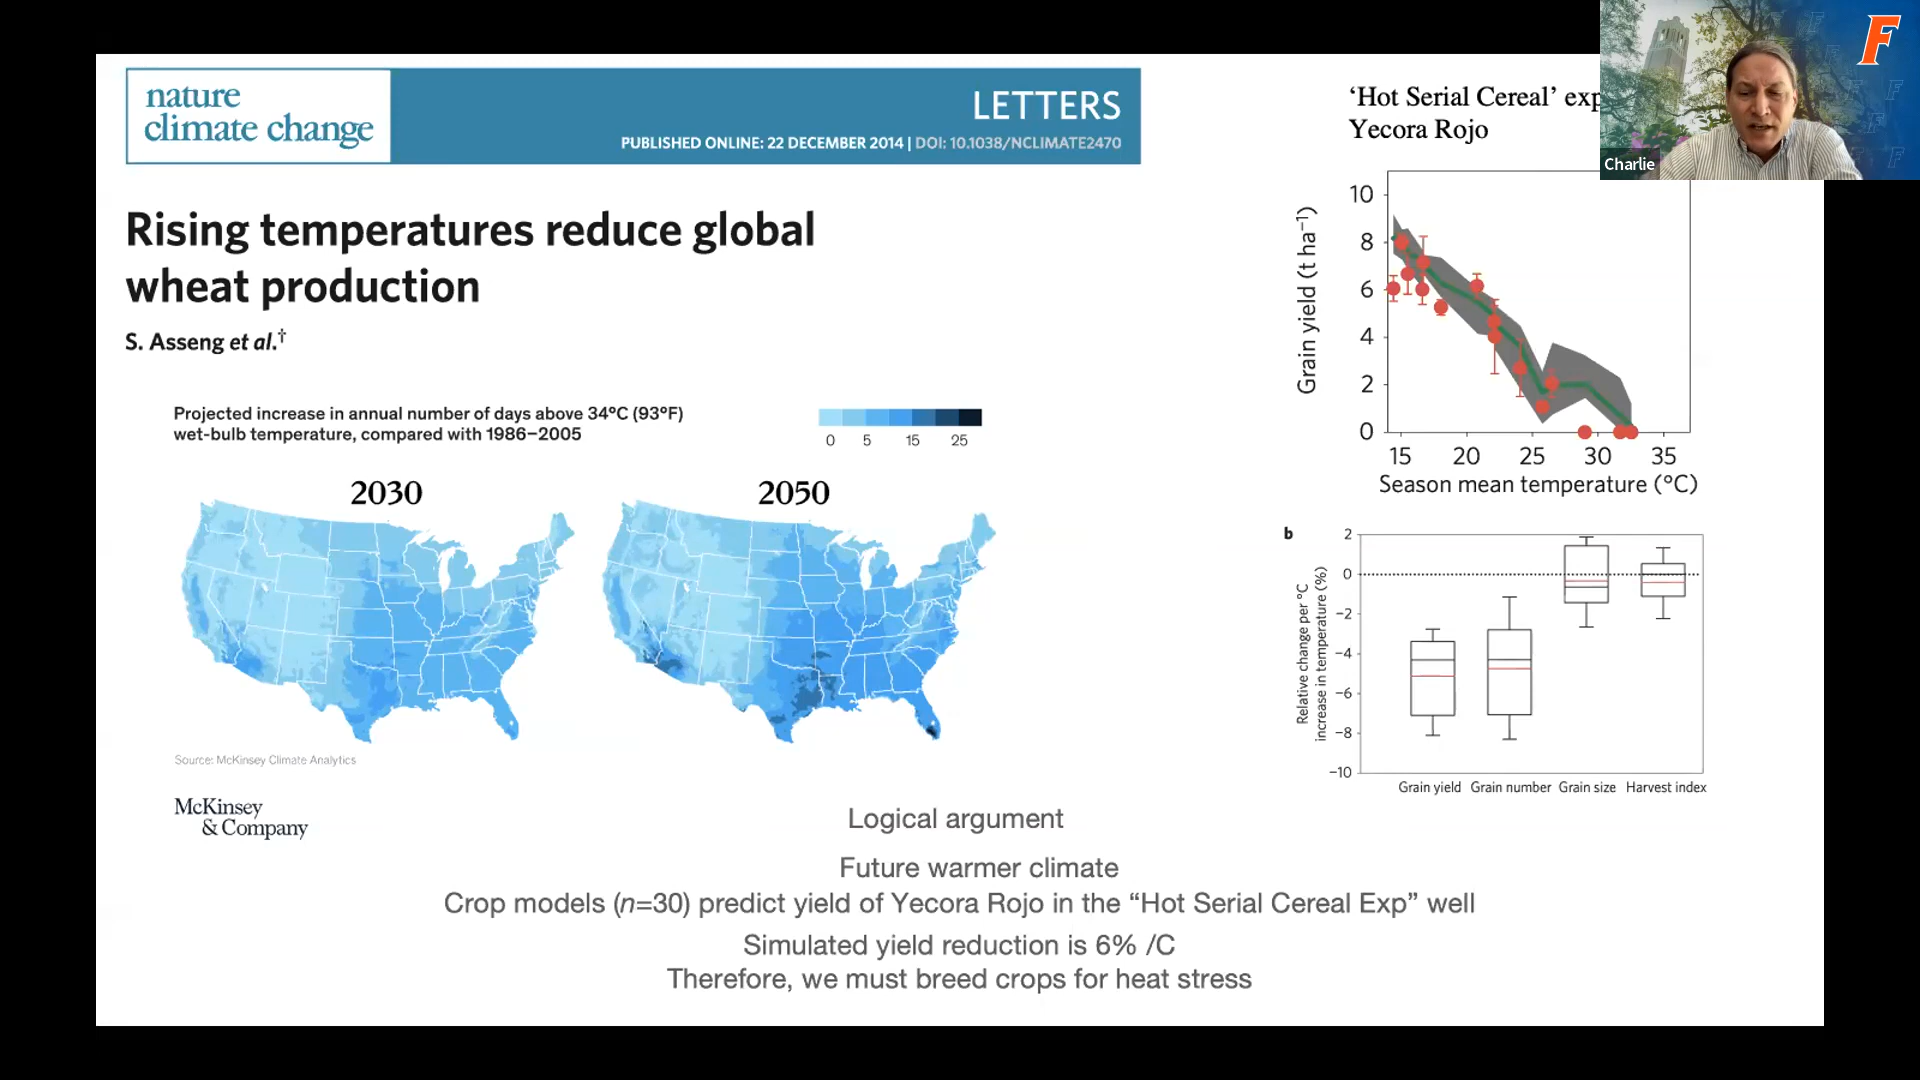 nature
climate change
LETTERS
PUBLISHED ONLINE: 22 DECEMBER 2014 | DOI: 10.1038/NCLIMATE2470
Rising temperatures reduce global
wheat production
S. Asseng et al.†
Projected increase in annual number of days above 34°C (93°F)
wet-bulb temperature, compared with 1986–2005
0 5 15 25
2030
2050
Source: McKinsey Climate Analytics
McKinsey
& Company
‘Hot Serial Cereal’ exp
Yecora Rojo
F
Charlie
Grain yield (t ha⁻¹)
10
8
6
4
2
0
15 20 25 30 35
Season mean temperature (°C)
b
Relative change per °C
increase in temperature (%)
2
0
−2
−4
−6
−8
−10
Grain yield Grain number Grain size Harvest index
Logical argument
Future warmer climate
Crop models (n=30) predict yield of Yecora Rojo in the “Hot Serial Cereal Exp” well
Simulated yield reduction is 6% /C
Therefore, we must breed crops for heat stress